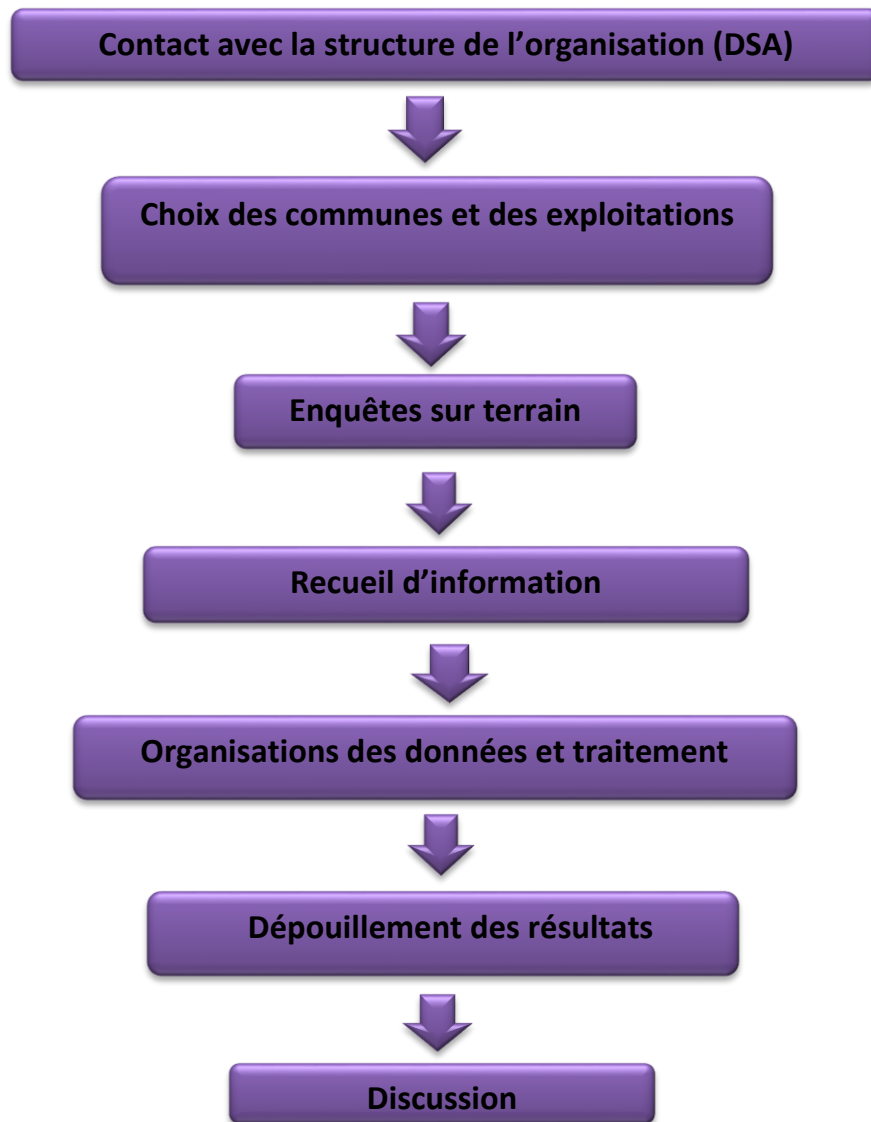 Contact avec la structure de l’organisation (DSA)
Choix des communes et des exploitations
Enquêtes sur terrain
Recueil d’information
Organisations des données et traitement
Dépouillement des résultats
Discussion